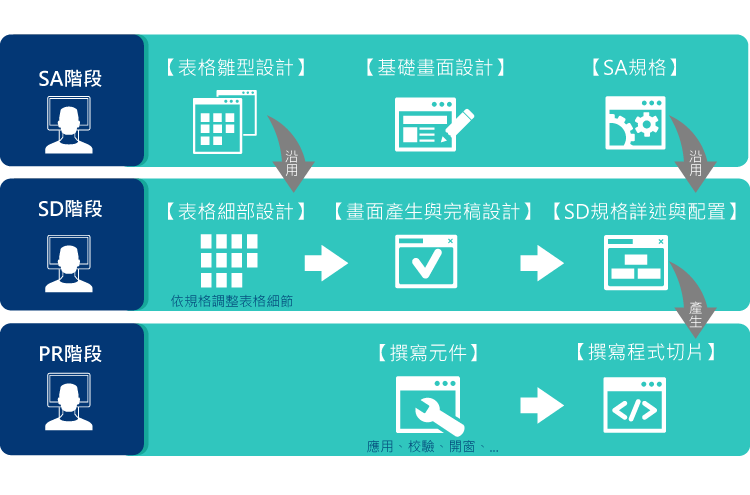 SA階段
【表格雛型設計】
【基礎畫面設計】
【SA規格】
沿用
沿用
SD階段
【表格細部設計】
【畫面產生與完稿設計】
【SD規格詳述與配置】
依規格調整表格細節
產生
PR階段
【撰寫元件】
【撰寫程式切片】
</>
應用、校驗、開窗、...